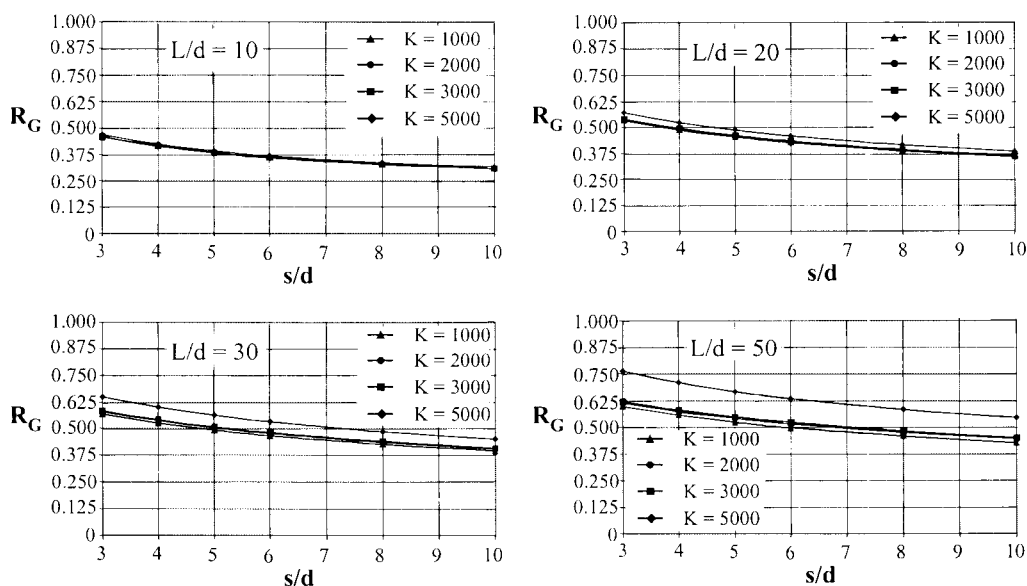 L/d = 10
K = 1000
K = 2000
K = 3000
K = 5000
1.000
0.875
0.750
0.625
0.500
0.375
0.250
0.125
0
R_G
3 4 5 6 7 8 9 10
s/d
L/d = 20
K = 1000
K = 2000
K = 3000
K = 5000
1.000
0.875
0.750
0.625
0.500
0.375
0.250
0.125
0
R_G
3 4 5 6 7 8 9 10
s/d
L/d = 30
K = 1000
K = 2000
K = 3000
K = 5000
1.000
0.875
0.750
0.625
0.500
0.375
0.250
0.125
0
R_G
3 4 5 6 7 8 9 10
s/d
L/d = 50
K = 1000
K = 2000
K = 3000
K = 5000
1.000
0.875
0.750
0.625
0.500
0.375
0.250
0.125
0
R_G
3 4 5 6 7 8 9 10
s/d